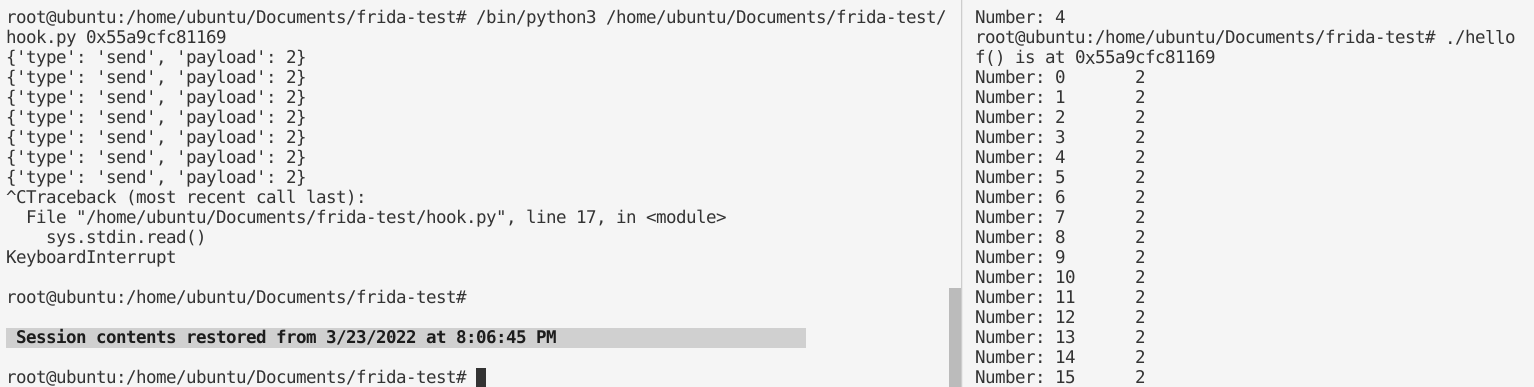 root@ubuntu:/home/ubuntu/Documents/frida-test# /bin/python3 /home/ubuntu/Documents/frida-test/
hook.py 0x55a9cfc81169
{'type': 'send', 'payload': 2}
{'type': 'send', 'payload': 2}
{'type': 'send', 'payload': 2}
{'type': 'send', 'payload': 2}
{'type': 'send', 'payload': 2}
{'type': 'send', 'payload': 2}
{'type': 'send', 'payload': 2}
^CTraceback (most recent call last):
  File "/home/ubuntu/Documents/frida-test/hook.py", line 17, in <module>
    sys.stdin.read()
KeyboardInterrupt
root@ubuntu:/home/ubuntu/Documents/frida-test#
Session contents restored from 3/23/2022 at 8:06:45 PM
root@ubuntu:/home/ubuntu/Documents/frida-test#
Number: 4
root@ubuntu:/home/ubuntu/Documents/frida-test# ./hello
f() is at 0x55a9cfc81169
Number: 0       2
Number: 1       2
Number: 2       2
Number: 3       2
Number: 4       2
Number: 5       2
Number: 6       2
Number: 7       2
Number: 8       2
Number: 9       2
Number: 10      2
Number: 11      2
Number: 12      2
Number: 13      2
Number: 14      2
Number: 15      2